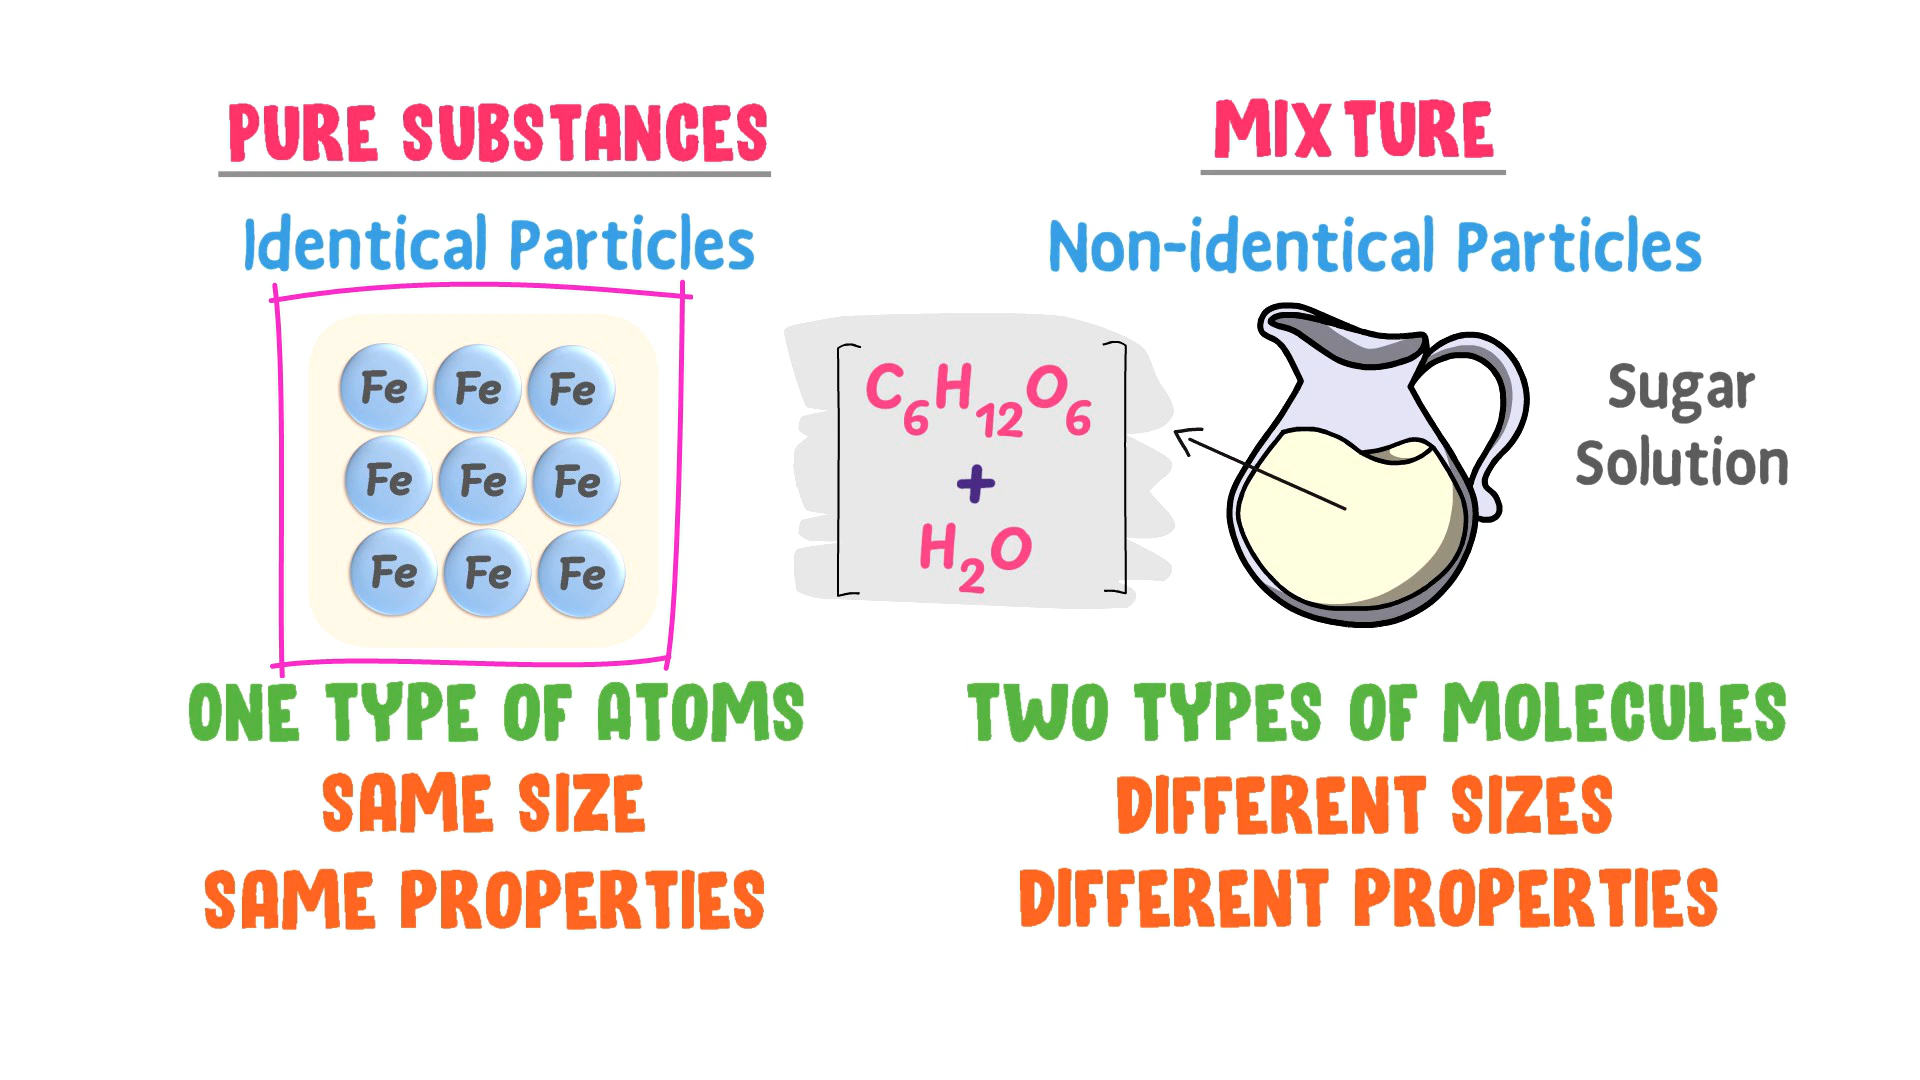 PURE SUBSTANCES
Identical Particles
Fe Fe Fe
Fe Fe Fe
Fe Fe Fe
ONE TYPE OF ATOMS
SAME SIZE
SAME PROPERTIES
MIXTURE
Non-identical Particles
C₆H₁₂O₆
+
H₂O
Sugar
Solution
TWO TYPES OF MOLECULES
DIFFERENT SIZES
DIFFERENT PROPERTIES